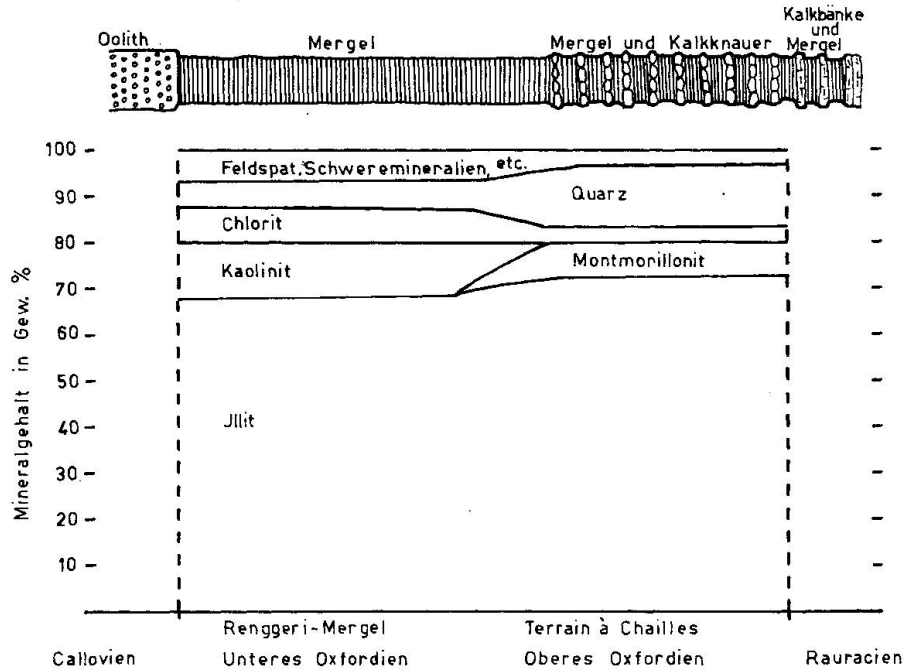 Kalkbänke
und
Oolith Mergel Mergel und Kalkknauer Mergel
100
Feldspat, Schweremineralien, etc.
90
Quarz
Chlorit
80
Kaolinit
Montmorillonit
70
60
50
Jllit
40
30
20
10
Mineralgehalt in Gew. %
Renggeri-Mergel Terrain à Chailles
Callovien Unteres Oxfordien Oberes Oxfordien Rauracien